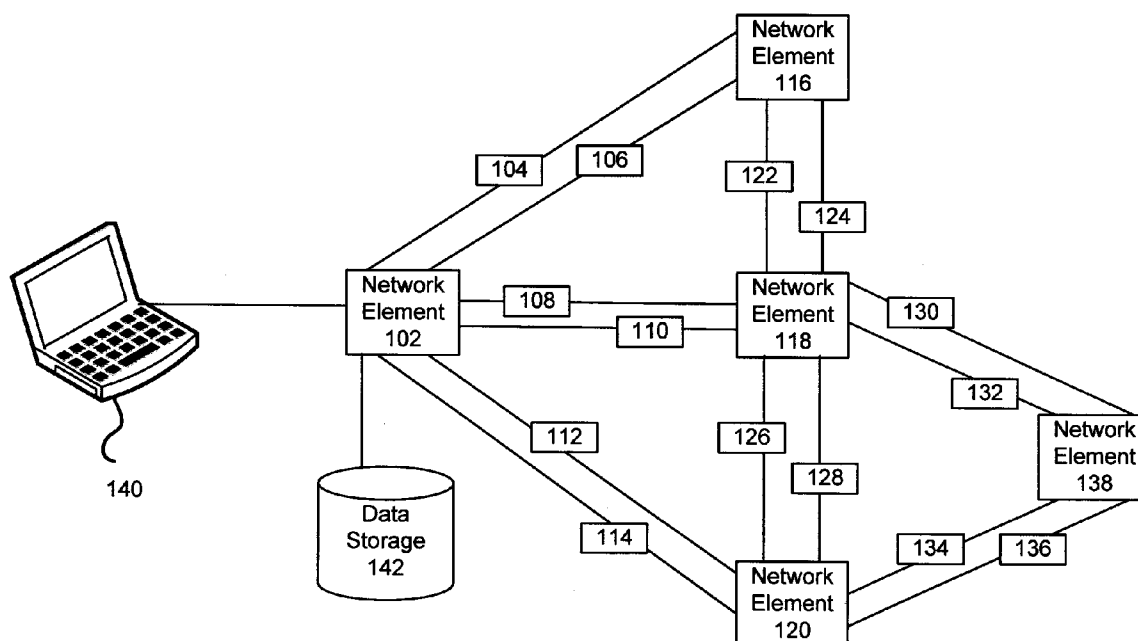 Network
Element
116
104
106
122
124
Network
Element
102
108
110
Network
Element
118
130
132
112
126
128
114
Network
Element
138
140
Data
Storage
142
134
136
Network
Element
120